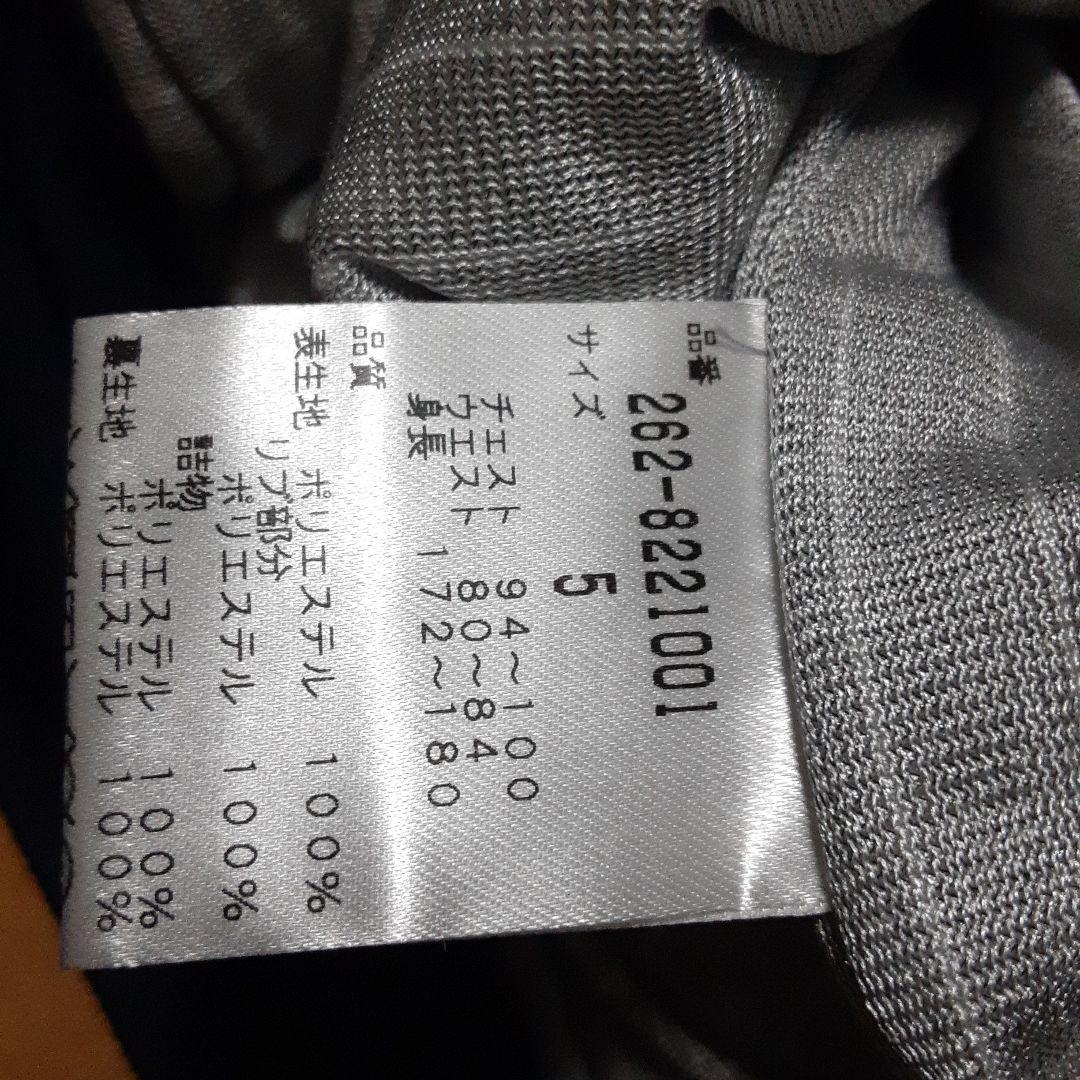 品番
262-8221001
サイズ 5
チェスト 94～100
ウエスト 80～84
身長 172～180
品質
表生地 ポリエステル 100%
リブ部分
ポリエステル 100%
詰物
ポリエステル 100%
裏生地 ポリエステル 100%